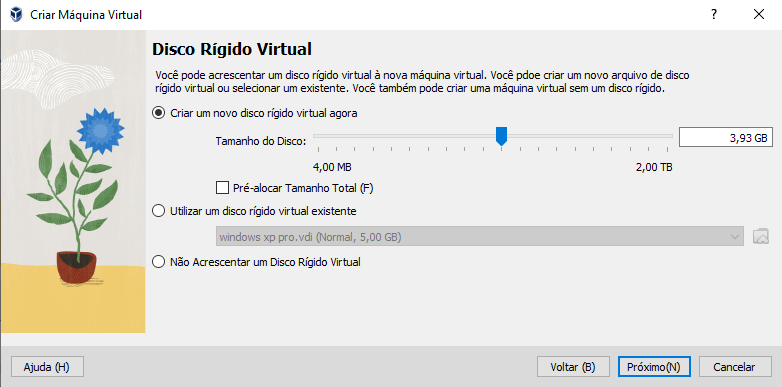 Criar Máquina Virtual
Disco Rígido Virtual
Você pode acrescentar um disco rígido virtual à nova máquina virtual. Você pdoe criar um novo arquivo de disco
rígido virtual ou selecionar um existente. Você também pode criar uma máquina virtual sem um disco rígido.
Criar um novo disco rígido virtual agora
Tamanho do Disco:
3,93 GB
4,00 MB
2,00 TB
Pré-alocar Tamanho Total (F)
Utilizar um disco rígido virtual existente
windows xp pro.vdi (Normal, 5,00 GB)
Não Acrescentar um Disco Rígido Virtual
Ajuda (H)
Voltar (B)
Próximo(N)
Cancelar